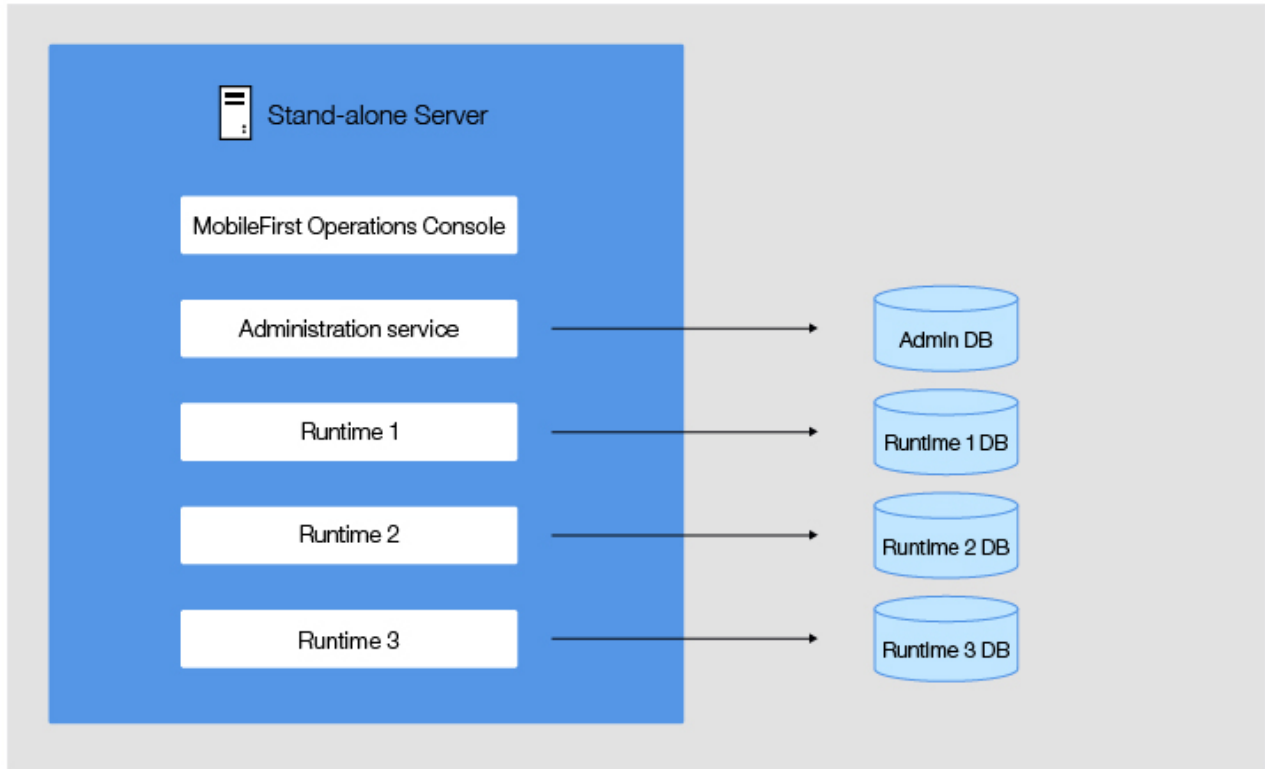 Stand-alone Server
MobileFirst Operations Console
Administration service
Admin DB
Runtime 1
Runtime 1 DB
Runtime 2
Runtime 2 DB
Runtime 3
Runtime 3 DB